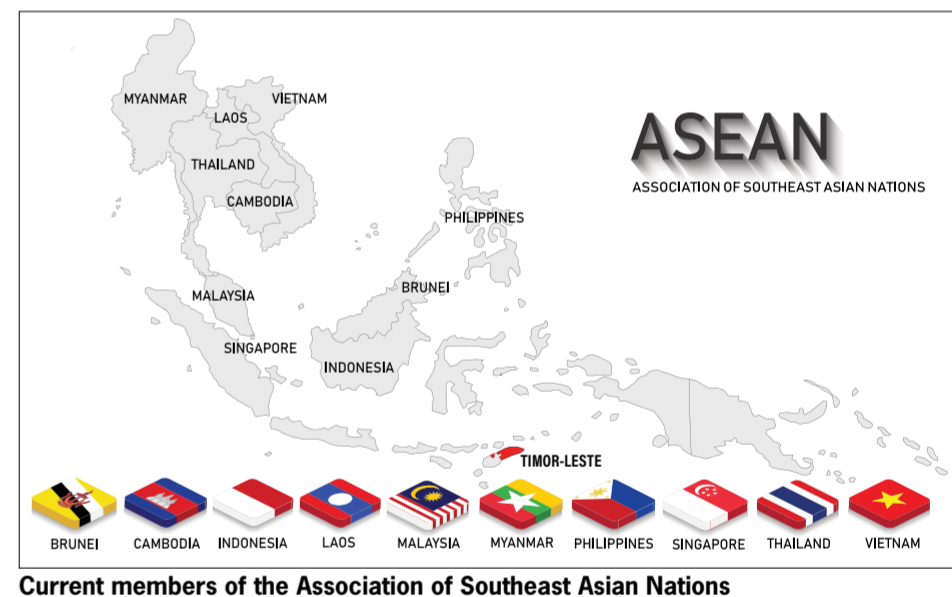 MYANMAR
VIETNAM
LAOS
ASEAN
ASSOCIATION OF SOUTHEAST ASIAN NATIONS
THAILAND
CAMBODIA
PHILIPPINES
BRUNEI
MALAYSIA
SINGAPORE
INDONESIA
TIMOR-LESTE
BRUNEI
CAMBODIA
INDONESIA
LAOS
MALAYSIA
MYANMAR
PHILIPPINES
SINGAPORE
THAILAND
VIETNAM
Current members of the Association of Southeast Asian Nations